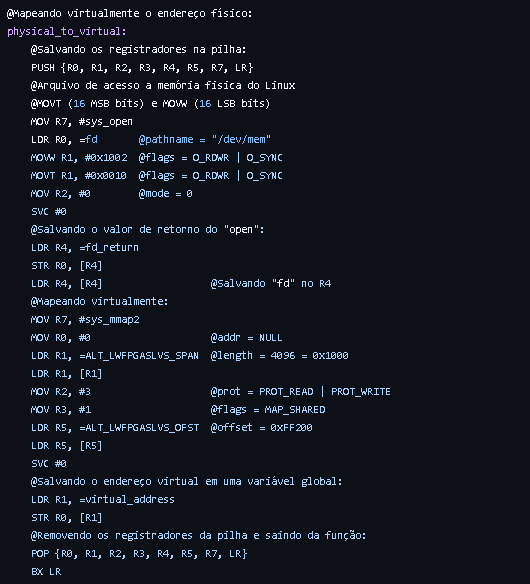 @Mapeando virtualmente o endereço físico:
physical_to_virtual:
@Salvando os registradores na pilha:
PUSH {R0, R1, R2, R3, R4, R5, R7, LR}
@Arquivo de acesso a memória física do Linux
@MOVT (16 MSB bits) e MOVW (16 LSB bits)
MOV R7, #sys_open
LDR R0, =fd @pathname = "/dev/mem"
MOVW R1, #0x1002 @flags = O_RDWR | O_SYNC
MOVT R1, #0x0010 @flags = O_RDWR | O_SYNC
MOV R2, #0 @mode = 0
SVC #0
@Salvando o valor de retorno do "open":
LDR R4, =fd_return
STR R0, [R4]
LDR R4, [R4] @Salvando "fd" no R4
@Mapeando virtualmente:
MOV R7, #sys_mmap2
MOV R0, #0 @addr = NULL
LDR R1, =ALT_LWFPGASLVS_SPAN @length = 4096 = 0x1000
LDR R1, [R1]
MOV R2, #3 @prot = PROT_READ | PROT_WRITE
MOV R3, #1 @flags = MAP_SHARED
LDR R5, =ALT_LWFPGASLVS_OFST @offset = 0xFF200
LDR R5, [R5]
SVC #0
@Salvando o endereço virtual em uma variável global:
LDR R1, =virtual_address
STR R0, [R1]
@Removendo os registradores da pilha e saindo da função:
POP {R0, R1, R2, R3, R4, R5, R7, LR}
BX LR